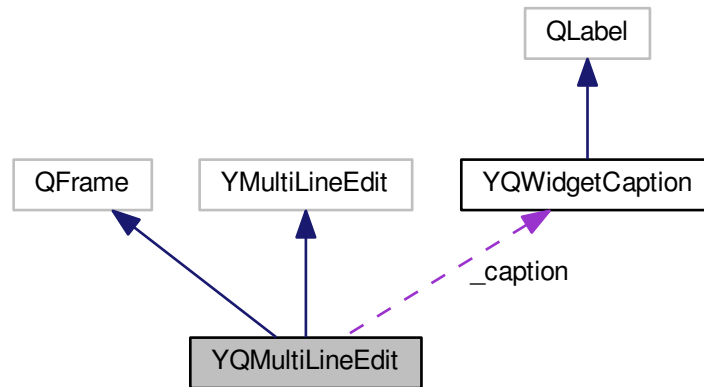 QLabel
QFrame
YMultiLineEdit
YQWidgetCaption
_caption
YQMultiLineEdit